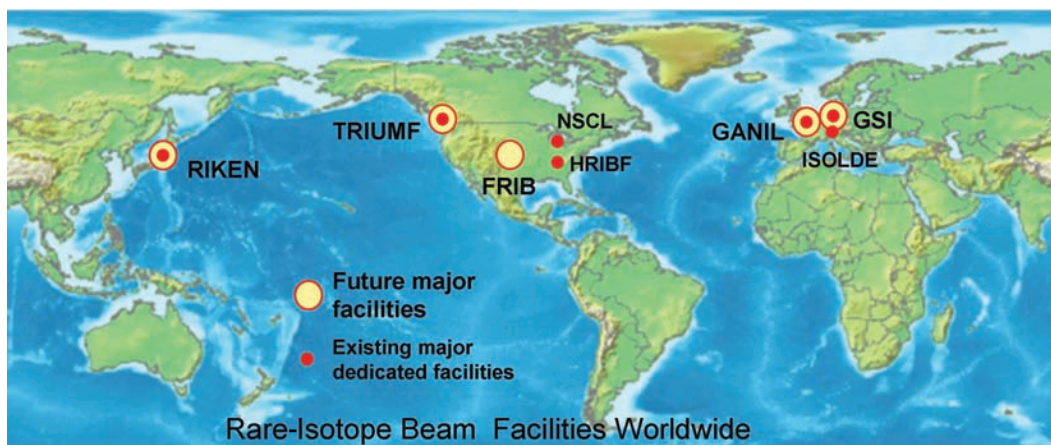 TRIUMF
NSCL
GANIL
GSI
RIKEN
HRIBF
ISOLDE
FRIB
Future major
facilities
Existing major
dedicated facilities
Rare-Isotope Beam Facilities Worldwide